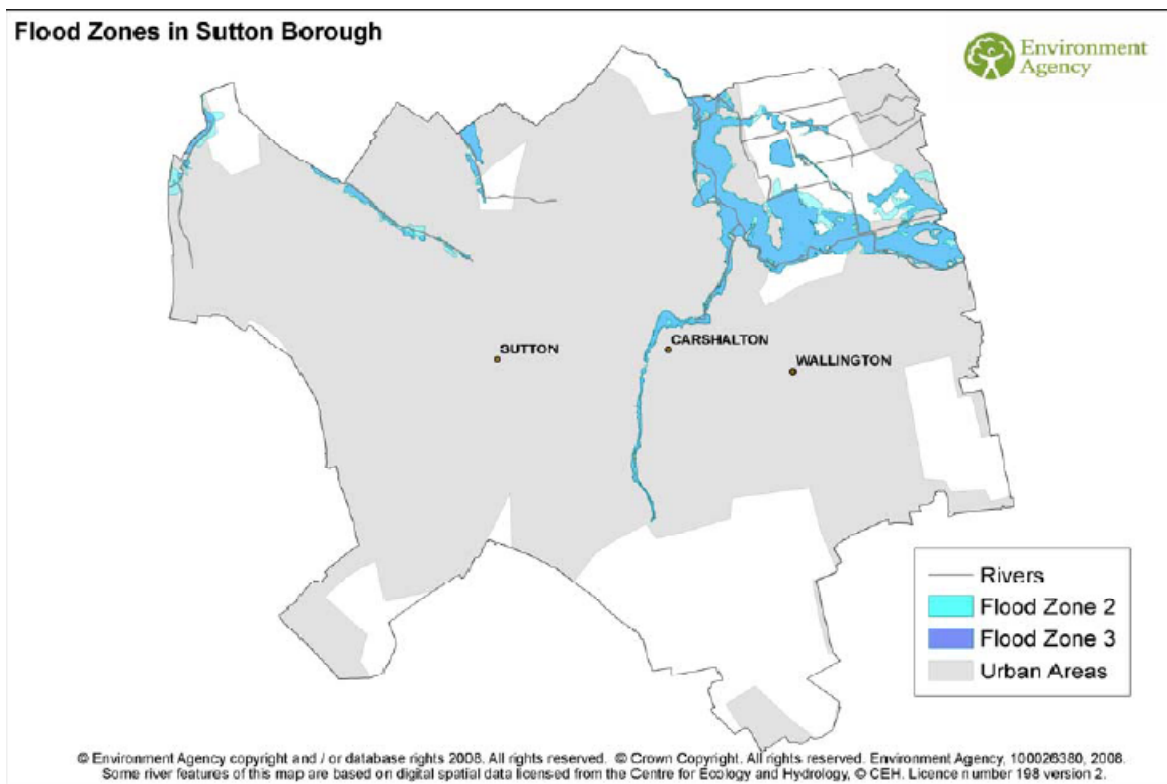 Flood Zones in Sutton Borough
Environment
Agency
SUTTON
CARSHALTON
WALLINGTON
Rivers
Flood Zone 2
Flood Zone 3
Urban Areas
© Environment Agency copyright and / or database rights 2008. All rights reserved. © Crown Copyright. All rights reserved. Environment Agency, 100026380, 2008.
Some river features of this map are based on digital spatial data licensed from the Centre for Ecology and Hydrology, © CEH. Licence number 198 version 2